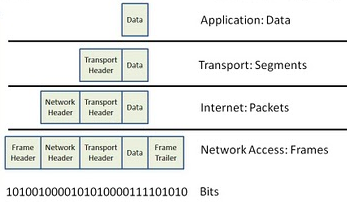 Data
Application: Data
Transport Header
Data
Transport: Segments
Network Header
Transport Header
Data
Internet: Packets
Frame Header
Network Header
Transport Header
Data
Frame Trailer
Network Access: Frames
1010010000101010000111101010
Bits